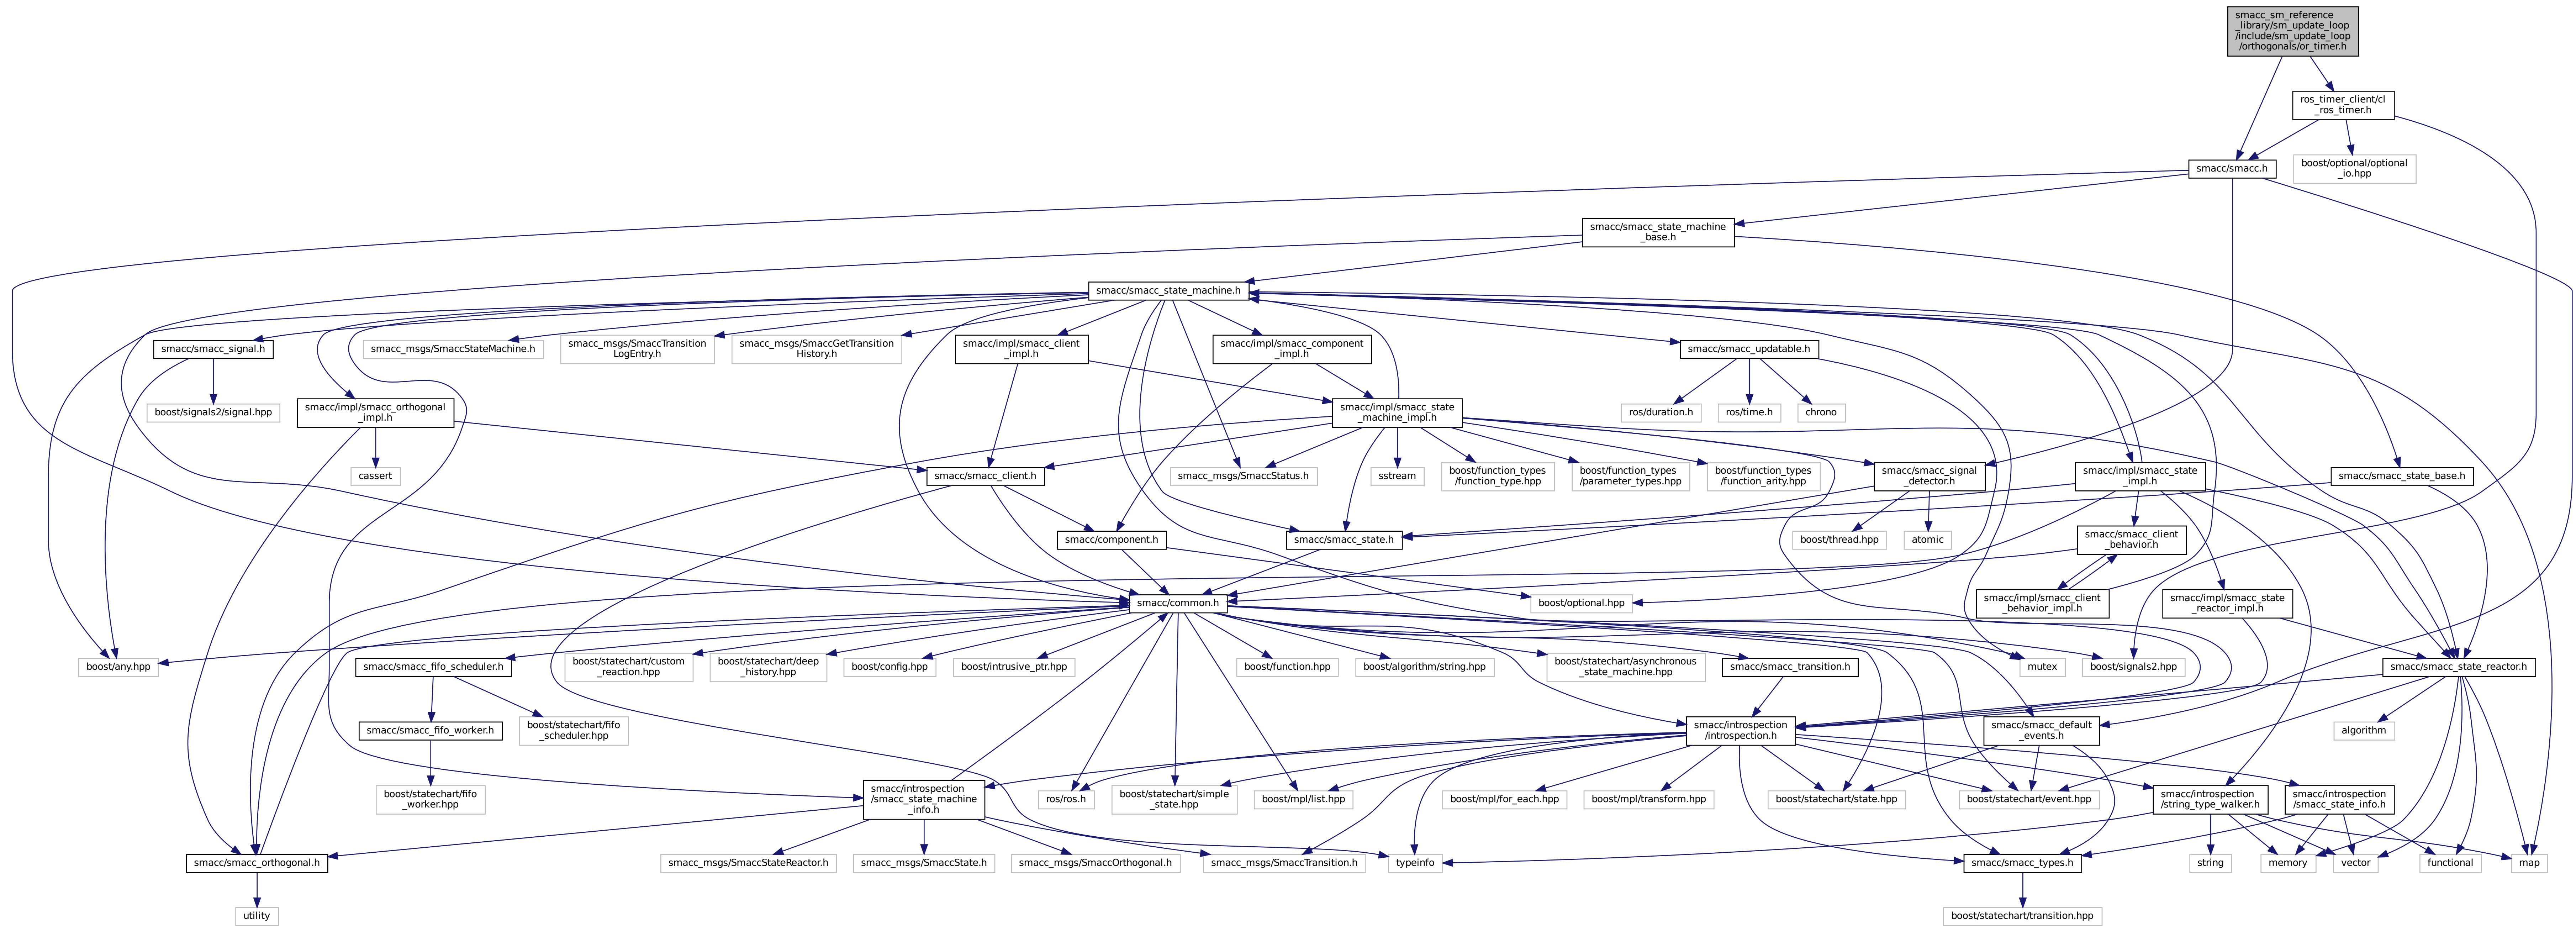 smacc_sm_reference
_library/sm_update_loop
/include/sm_update_loop
/orthogonals/or_timer.h
ros_timer_client/cl
_ros_timer.h
smacc/smacc.h
boost/optional/optional
_io.hpp
smacc/smacc_state_machine
_base.h
smacc/smacc_state_machine.h
smacc/smacc_signal.h
smacc_msgs/SmaccStateMachine.h
smacc_msgs/SmaccTransition
LogEntry.h
smacc_msgs/SmaccGetTransition
History.h
smacc/impl/smacc_client
_impl.h
smacc/impl/smacc_component
_impl.h
smacc/smacc_updatable.h
boost/signals2/signal.hpp
smacc/impl/smacc_orthogonal
_impl.h
smacc/impl/smacc_state
_machine_impl.h
ros/duration.h
ros/time.h
chrono
cassert
smacc/smacc_client.h
smacc_msgs/SmaccStatus.h
sstream
boost/function_types
/function_type.hpp
boost/function_types
/parameter_types.hpp
boost/function_types
/function_arity.hpp
smacc/smacc_signal
_detector.h
smacc/impl/smacc_state
_impl.h
smacc/smacc_state_base.h
smacc/component.h
smacc/smacc_state.h
boost/thread.hpp
atomic
smacc/smacc_client
_behavior.h
smacc/common.h
boost/optional.hpp
smacc/impl/smacc_client
_behavior_impl.h
smacc/impl/smacc_state
_reactor_impl.h
boost/any.hpp
smacc/smacc_fifo_scheduler.h
boost/statechart/custom
_reaction.hpp
boost/statechart/deep
_history.hpp
boost/config.hpp
boost/intrusive_ptr.hpp
boost/function.hpp
boost/algorithm/string.hpp
boost/statechart/asynchronous
_state_machine.hpp
smacc/smacc_transition.h
mutex
boost/signals2.hpp
smacc/smacc_state_reactor.h
smacc/smacc_fifo_worker.h
boost/statechart/fifo
_scheduler.hpp
smacc/introspection
/introspection.h
smacc/smacc_default
_events.h
algorithm
boost/statechart/fifo
_worker.hpp
smacc/introspection
/smacc_state_machine
_info.h
ros/ros.h
boost/statechart/simple
_state.hpp
boost/mpl/list.hpp
boost/mpl/for_each.hpp
boost/mpl/transform.hpp
boost/statechart/state.hpp
boost/statechart/event.hpp
smacc/introspection
/string_type_walker.h
smacc/introspection
/smacc_state_info.h
smacc/smacc_orthogonal.h
smacc_msgs/SmaccStateReactor.h
smacc_msgs/SmaccState.h
smacc_msgs/SmaccOrthogonal.h
smacc_msgs/SmaccTransition.h
typeinfo
smacc/smacc_types.h
string
memory
vector
functional
map
utility
boost/statechart/transition.hpp